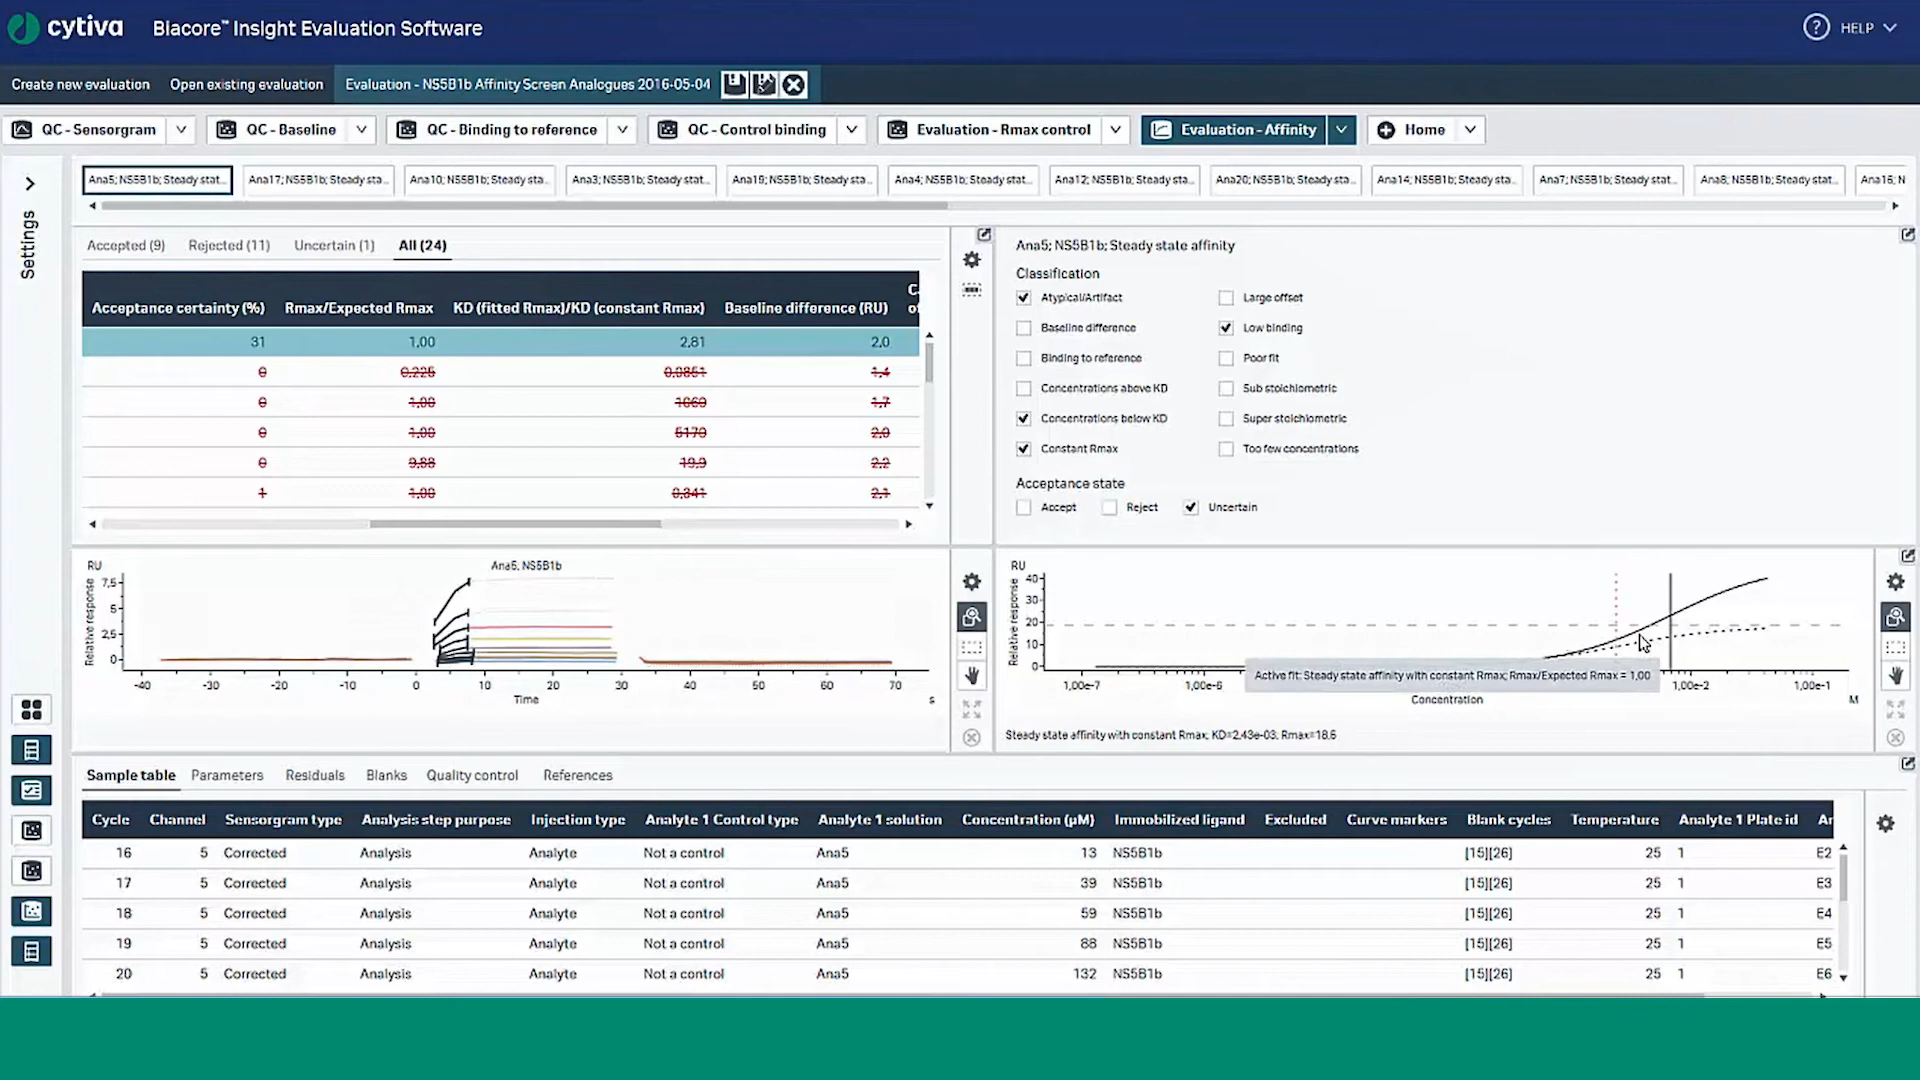 cytiva Biacore™ Insight Evaluation Software ? HELP
Create new evaluation Open existing evaluation Evaluation - NS5B1b Affinity Screen Analogues 2016-05-04
QC - Sensorgram QC - Baseline QC - Binding to reference QC - Control binding Evaluation - Rmax control Evaluation - Affinity Home
Settings
Ana5; NS5B1b; Steady stat... Ana17; NS5B1b; Steady sta... Ana10; NS5B1b; Steady sta... Ana3; NS5B1b; Steady stat... Ana19; NS5B1b; Steady sta... Ana4; NS5B1b; Steady stat... Ana12; NS5B1b; Steady sta... Ana20; NS5B1b; Steady sta... Ana14; NS5B1b; Steady sta... Ana7; NS5B1b; Steady stat... Ana8; NS5B1b; Steady stat... Ana16; N
Accepted (9) Rejected (11) Uncertain (1) All (24)
Acceptance certainty (%) Rmax/Expected Rmax KD (fitted Rmax)/KD (constant Rmax) Baseline difference (RU)
31 1,00 2,81 2,0
0 0,225 0,0851 1,4
0 1,00 1060 1,7
0 1,00 5170 2,0
0 9,88 19,9 2,2
1 1,00 0,341 2,1
Ana5; NS5B1b; Steady state affinity
Classification
Atypical/Artifact Large offset
Baseline difference Low binding
Binding to reference Poor fit
Concentrations above KD Sub stoichiometric
Concentrations below KD Super stoichiometric
Constant Rmax Too few concentrations
Acceptance state
Accept Reject Uncertain
RU Ana5; NS5B1b
Relative response
7,5
5
2,5
0
-40 -30 -20 -10 0 10 20 30 40 50 60 70
Time s
RU
Relative response
40
30
20
10
0
Active fit: Steady state affinity with constant Rmax; Rmax/Expected Rmax = 1,00
1,00e-7 1,00e-6 1,00e-2 1,00e-1
Concentration M
Steady state affinity with constant Rmax; KD=2,43e-03; Rmax=18,6
Sample table Parameters Residuals Blanks Quality control References
Cycle Channel Sensorgram type Analysis step purpose Injection type Analyte 1 Control type Analyte 1 solution Concentration (µM) Immobilized ligand Excluded Curve markers Blank cycles Temperature Analyte 1 Plate id Ar
16 5 Corrected Analysis Analyte Not a control Ana5 13 NS5B1b [15][26] 25 1 E2
17 5 Corrected Analysis Analyte Not a control Ana5 39 NS5B1b [15][26] 25 1 E3
18 5 Corrected Analysis Analyte Not a control Ana5 59 NS5B1b [15][26] 25 1 E4
19 5 Corrected Analysis Analyte Not a control Ana5 88 NS5B1b [15][26] 25 1 E5
20 5 Corrected Analysis Analyte Not a control Ana5 132 NS5B1b [15][26] 25 1 E6